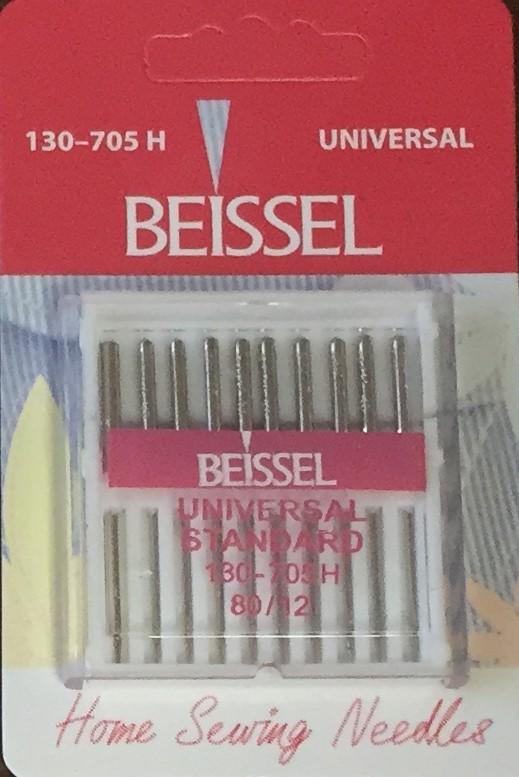 130-705 H UNIVERSAL
BEISSEL
BEISSEL
UNIVERSAL
STANDARD
130-705 H
80/12
Home Sewing Needles